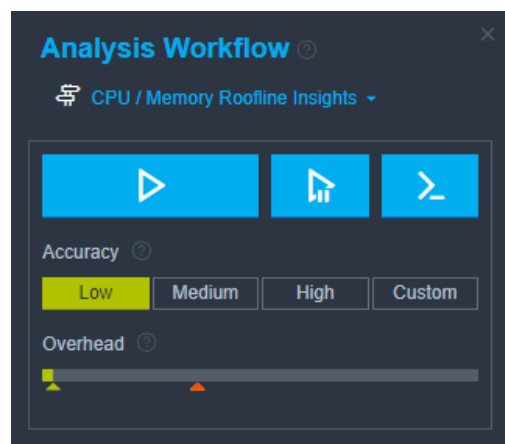 Analysis Workflow
CPU / Memory Roofline Insights
Accuracy
Low Medium High Custom
Overhead